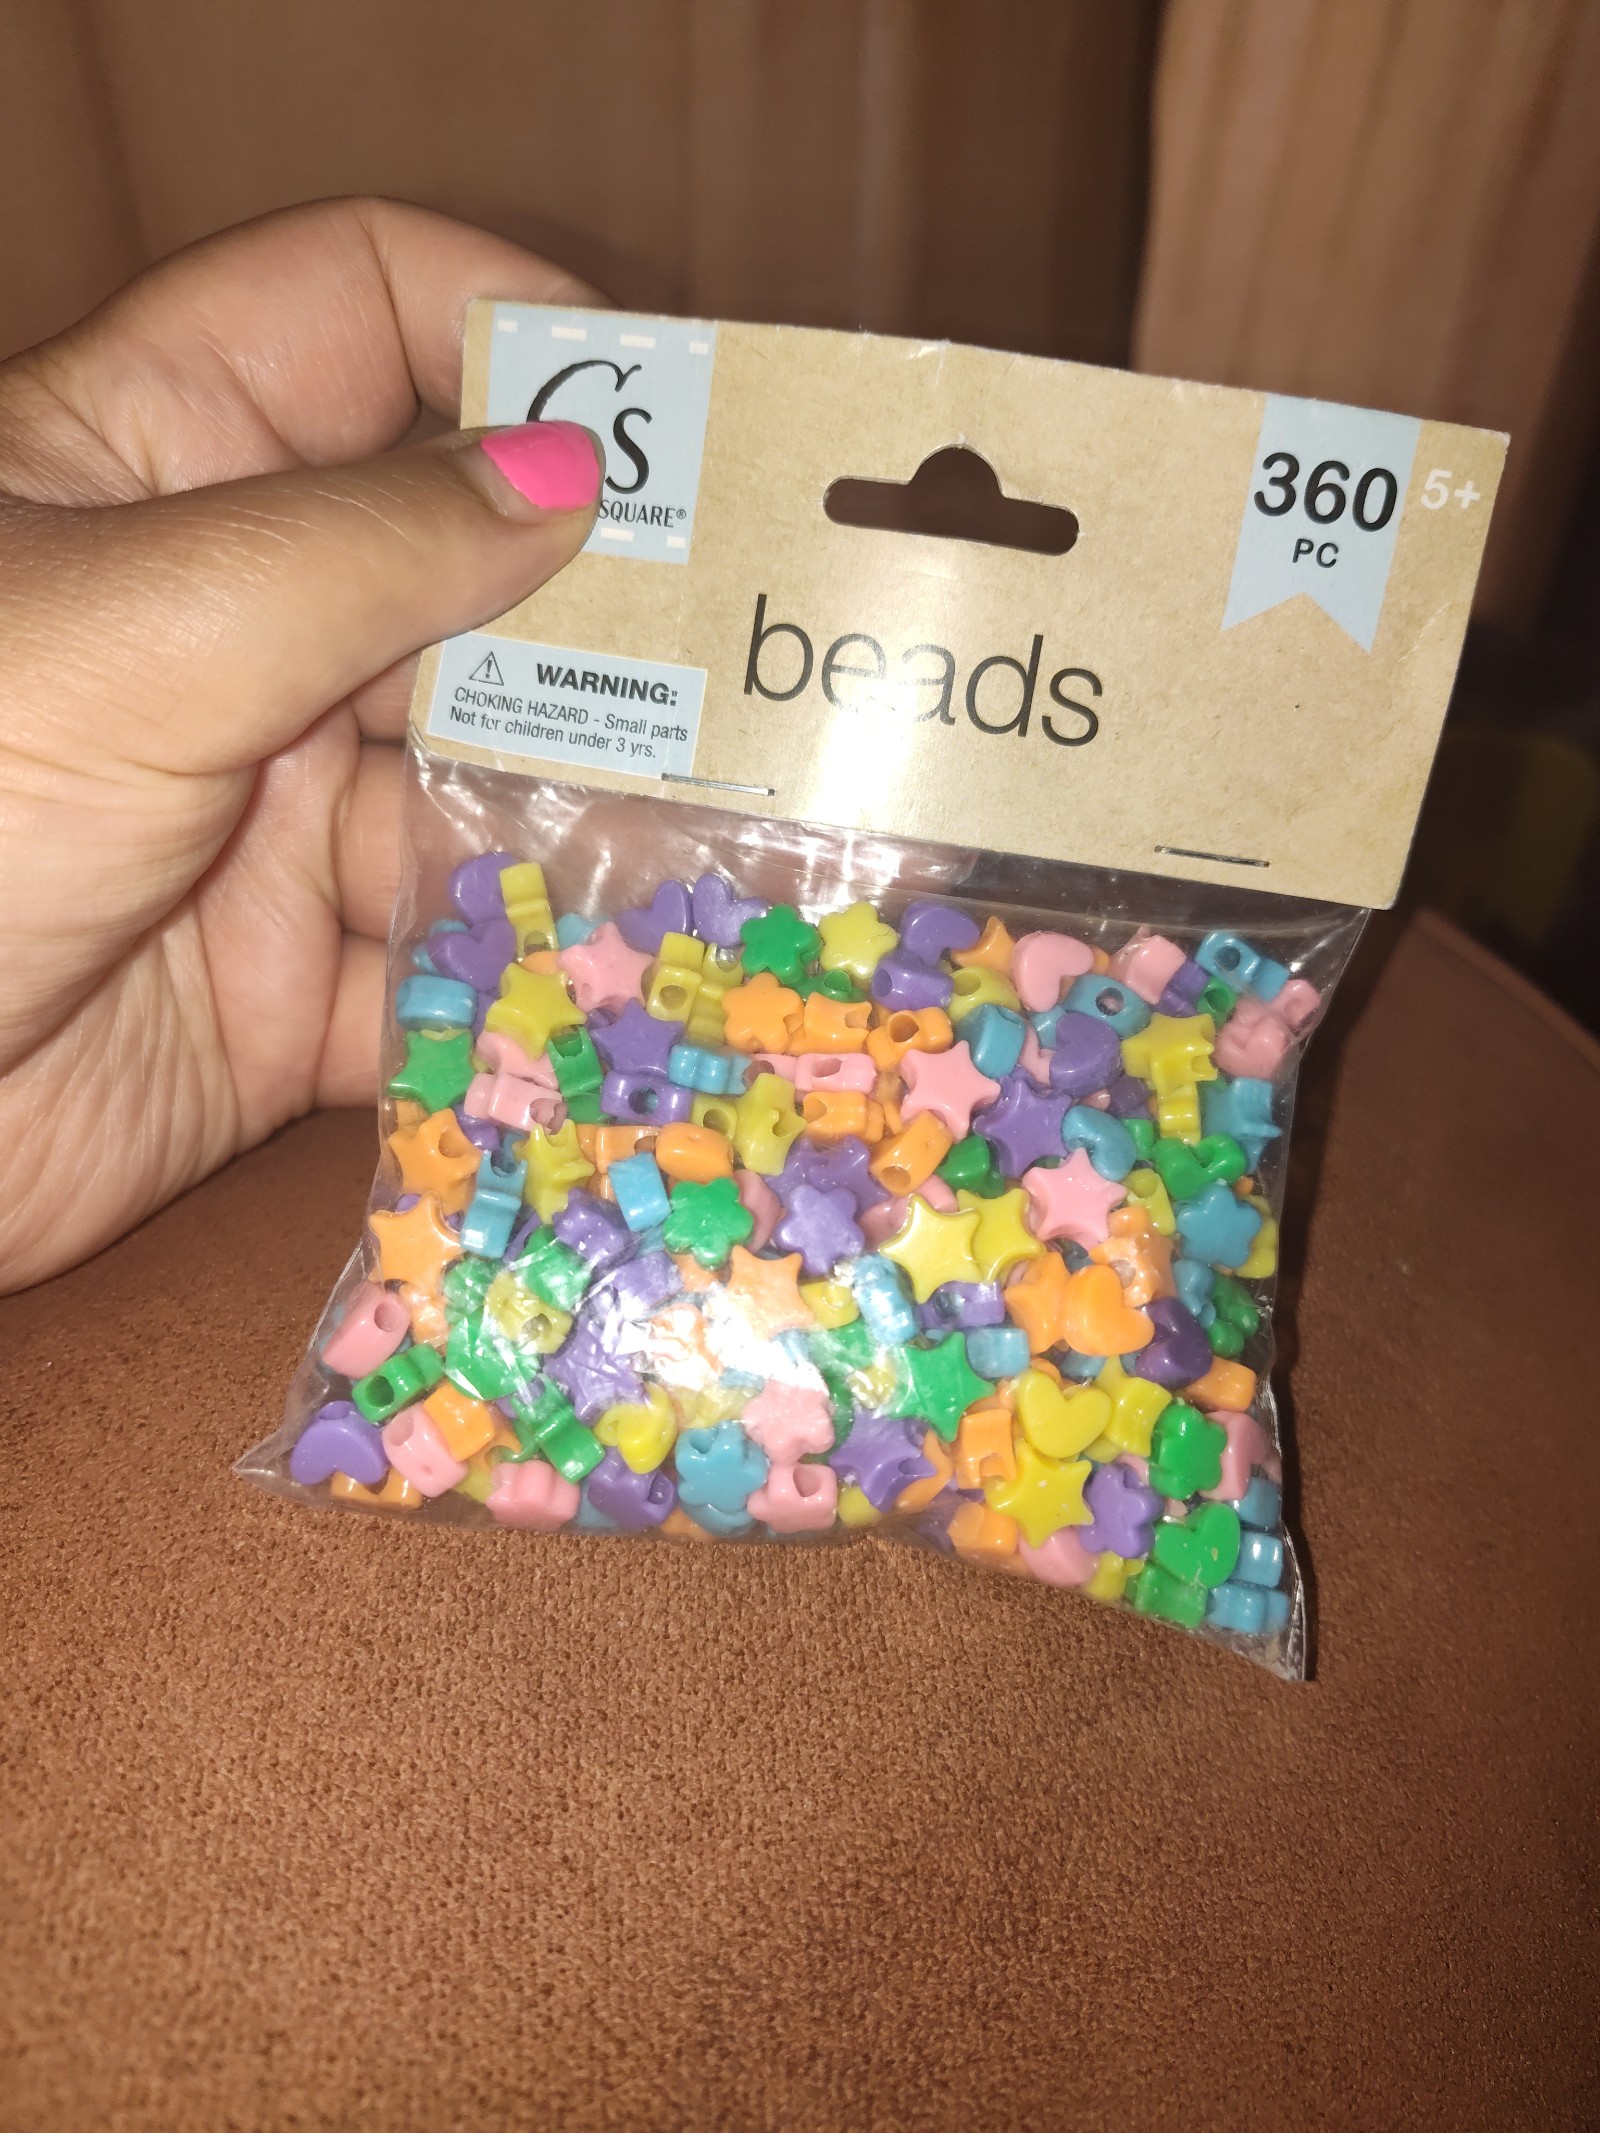 Cs
SQUARE®
360
PC
5+
beads
WARNING:
CHOKING HAZARD - Small parts
Not for children under 3 yrs.